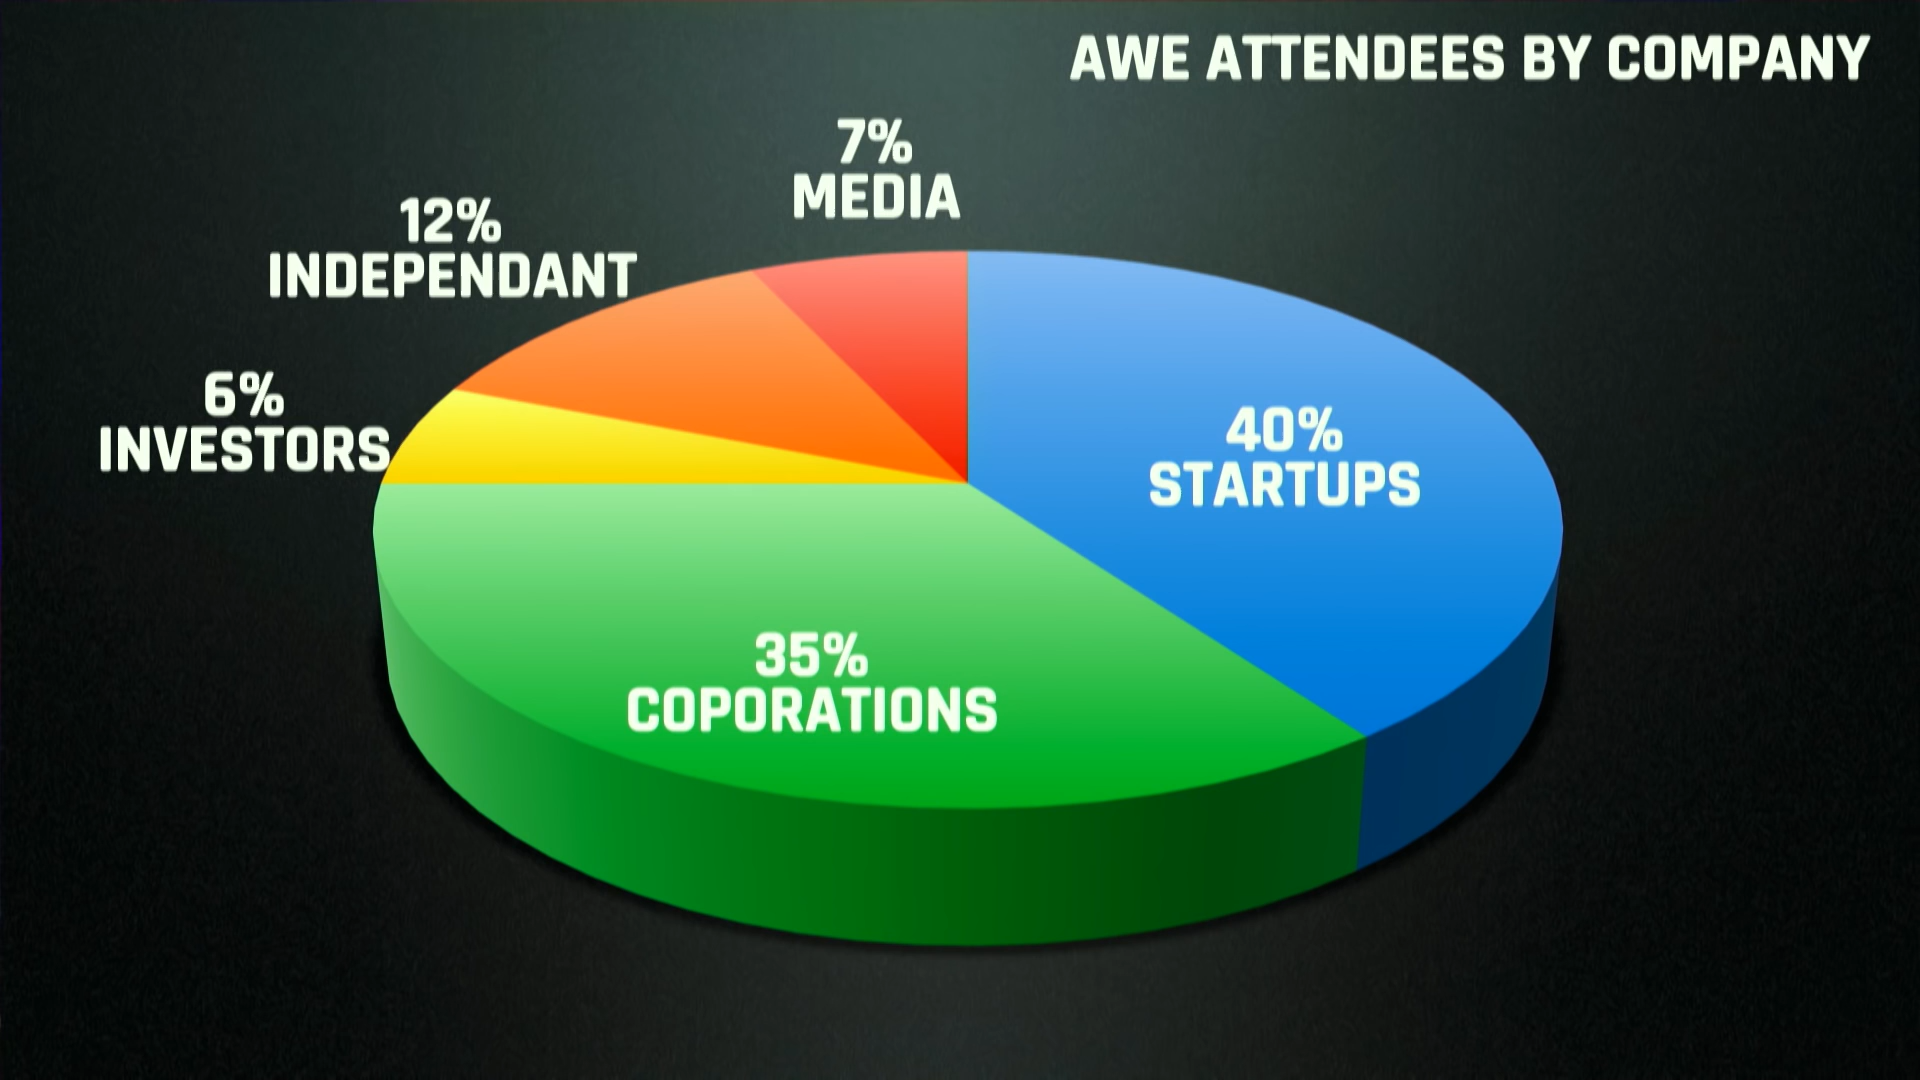 AWE ATTENDEES BY COMPANY
7%
MEDIA
12%
INDEPENDANT
6%
INVESTORS
40%
STARTUPS
35%
COPORATIONS